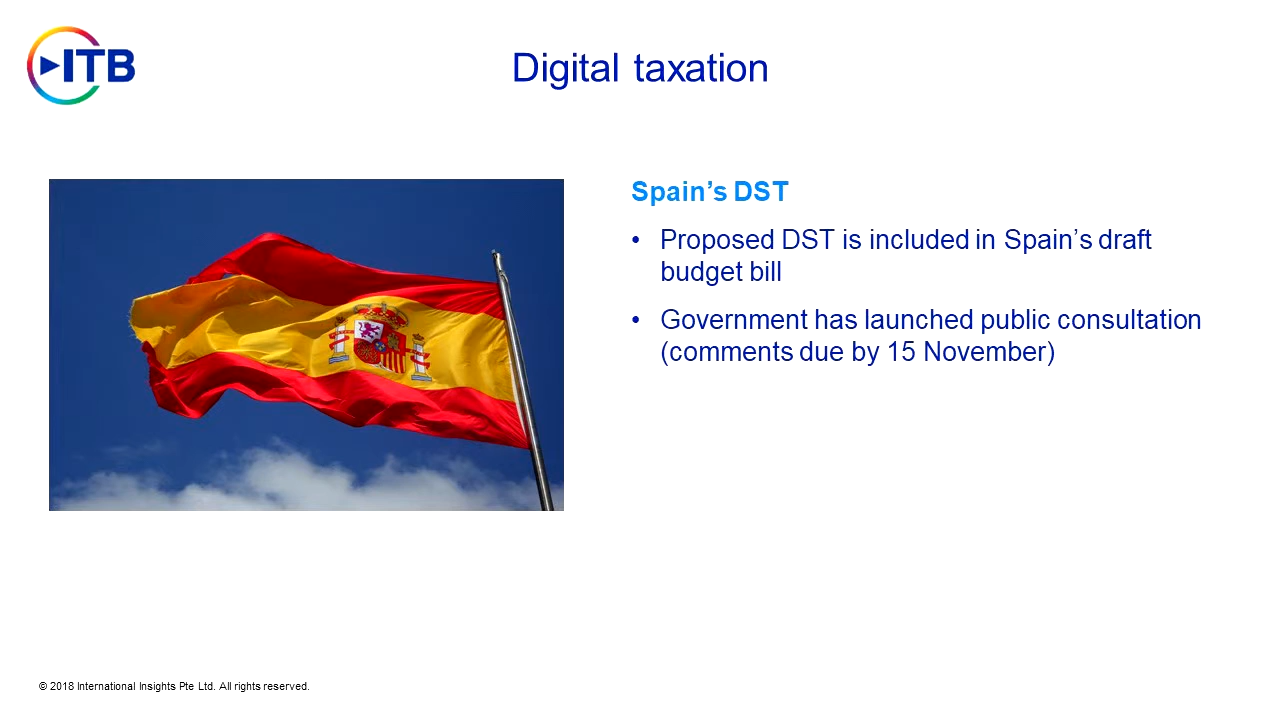 ITB
Digital taxation
Spain’s DST
• Proposed DST is included in Spain’s draft
budget bill
• Government has launched public consultation
(comments due by 15 November)
© 2018 International Insights Pte Ltd. All rights reserved.